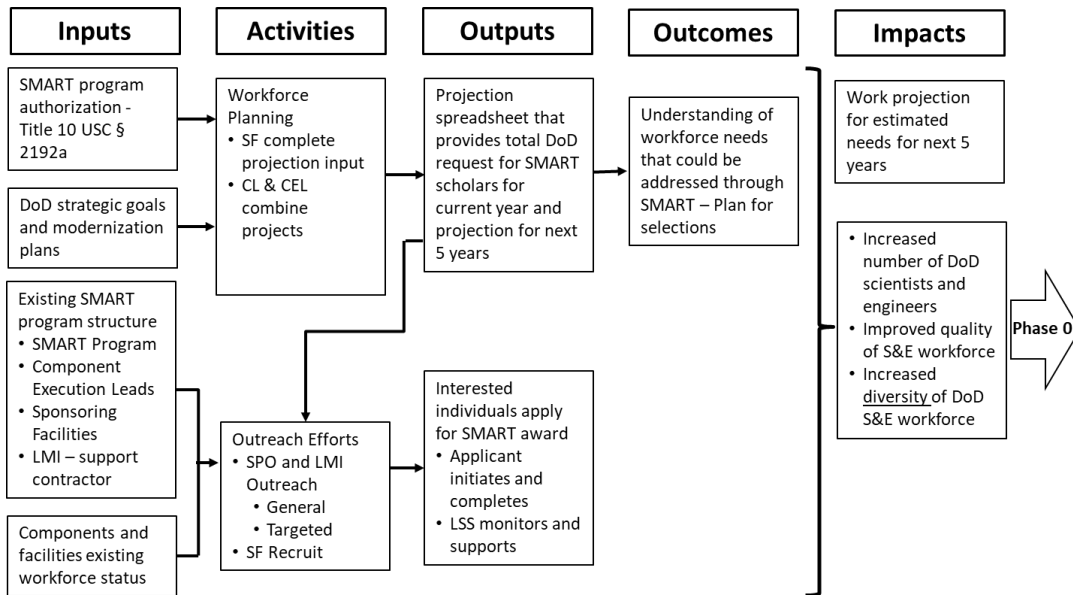 Inputs
Activities
Outputs
Outcomes
Impacts
SMART program
authorization -
Title 10 USC §
2192a
DoD strategic goals
and modernization
plans
Existing SMART
program structure
• SMART Program
• Component
Execution Leads
• Sponsoring
Facilities
• LMI – support
contractor
Components and
facilities existing
workforce status
Workforce
Planning
• SF complete
projection input
• CL & CEL
combine
projects
Outreach Efforts
• SPO and LMI
Outreach
• General
• Targeted
• SF Recruit
Projection
spreadsheet that
provides total DoD
request for SMART
scholars for
current year and
projection for next
5 years
Interested
individuals apply
for SMART award
• Applicant
initiates and
completes
• LSS monitors and
supports
Understanding of
workforce needs
that could be
addressed through
SMART – Plan for
selections
Work projection
for estimated
needs for next 5
years
• Increased
number of DoD
scientists and
engineers
• Improved quality
of S&E workforce
• Increased
diversity of DoD
S&E workforce
Phase 0